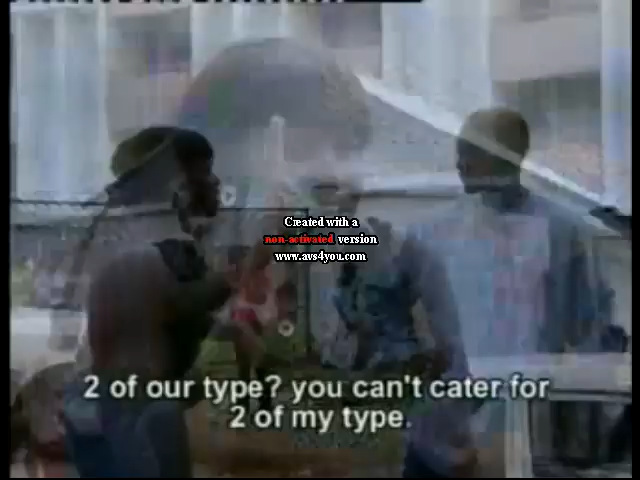 Created with a
non-activated version
www.avs4you.com
2 of our type? you can't cater for
2 of my type.